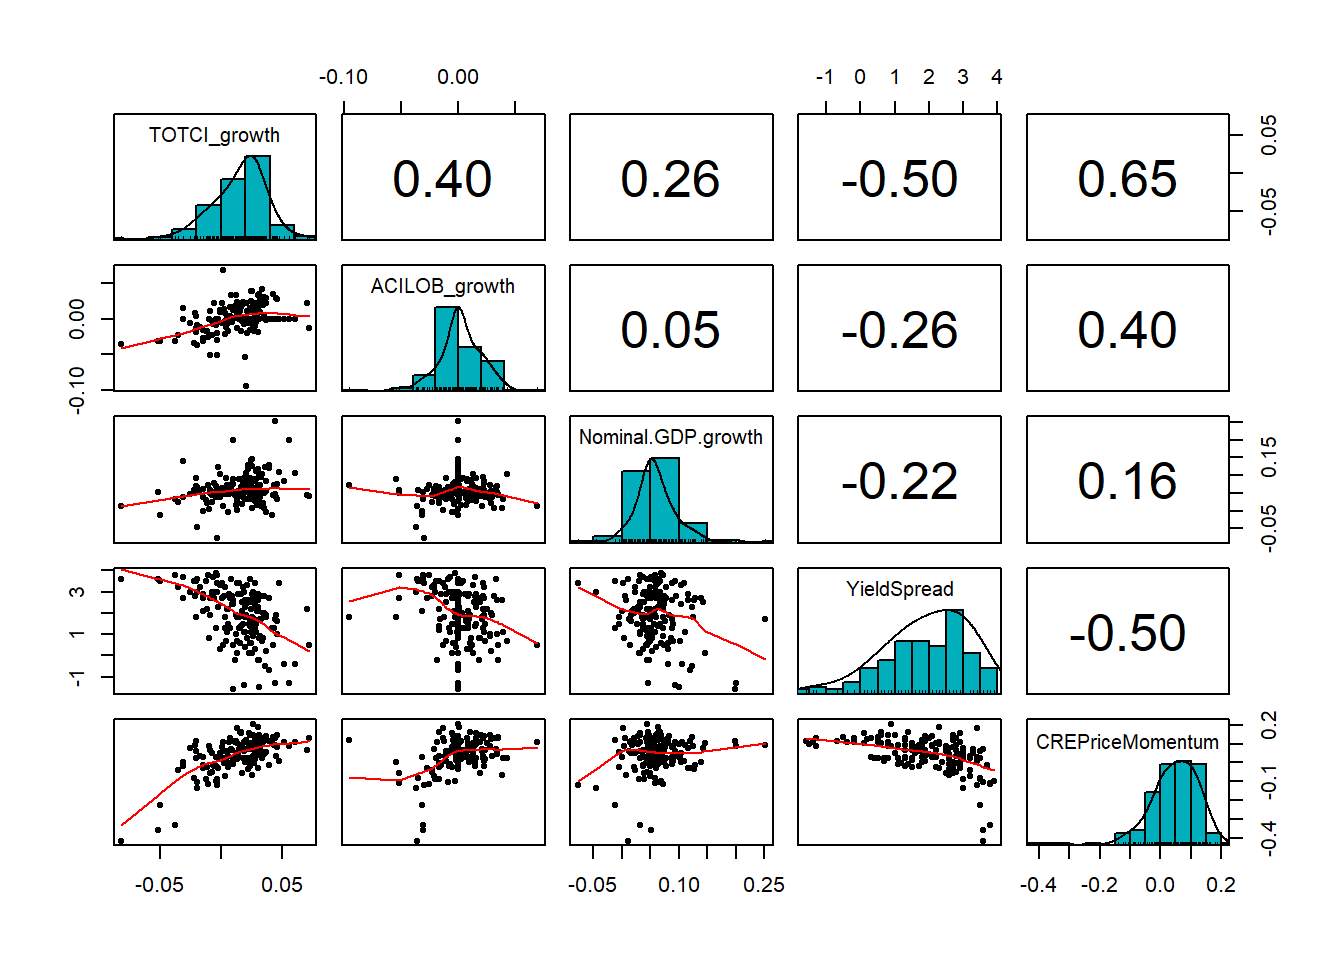 -0.10 0.00 -1 0 1 2 3 4
TOTCI_growth 0.40 0.26 -0.50 0.65 -0.05 0.05
-0.10 0.00 ACILOB_growth 0.05 -0.26 0.40
Nominal.GDP.growth -0.22 0.16 -0.05 0.15
-1 1 3 YieldSpread -0.50
CREPriceMomentum -0.4 -0.1 0.2
-0.05 0.05 -0.05 0.10 0.25 -0.4 -0.2 0.0 0.2